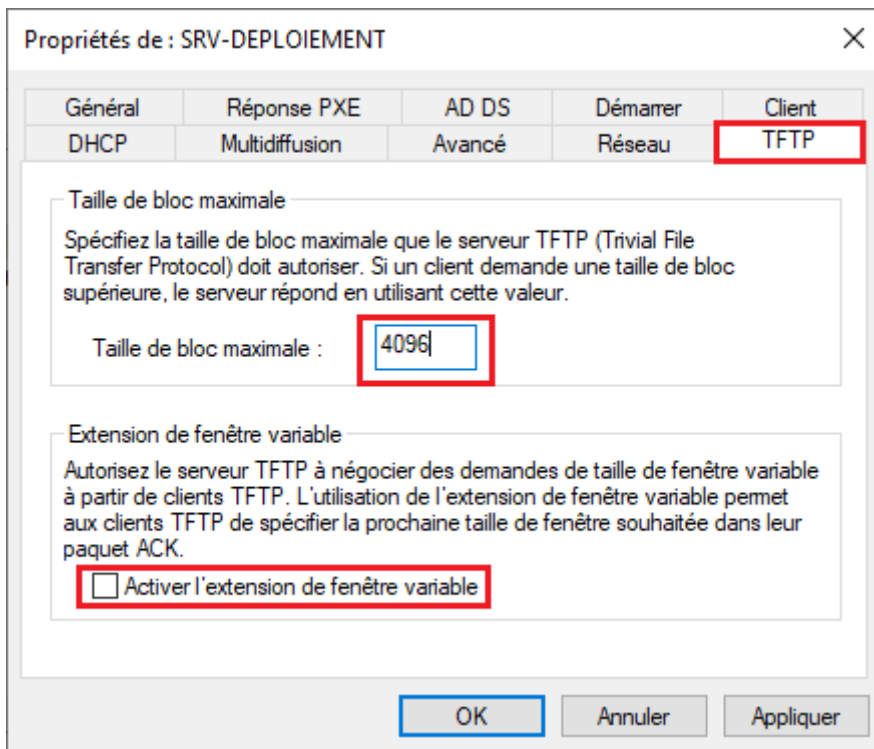 Propriétés de : SRV-DEPLOIEMENT
Général Réponse PXE AD DS Démarrer Client
DHCP Multidiffusion Avancé Réseau TFTP
Taille de bloc maximale
Spécifiez la taille de bloc maximale que le serveur TFTP (Trivial File
Transfer Protocol) doit autoriser. Si un client demande une taille de bloc
supérieure, le serveur répond en utilisant cette valeur.
Taille de bloc maximale : 4096
Extension de fenêtre variable
Autorisez le serveur TFTP à négocier des demandes de taille de fenêtre variable
à partir de clients TFTP. L'utilisation de l'extension de fenêtre variable permet
aux clients TFTP de spécifier la prochaine taille de fenêtre souhaitée dans leur
paquet ACK.
Activer l'extension de fenêtre variable
OK Annuler Appliquer